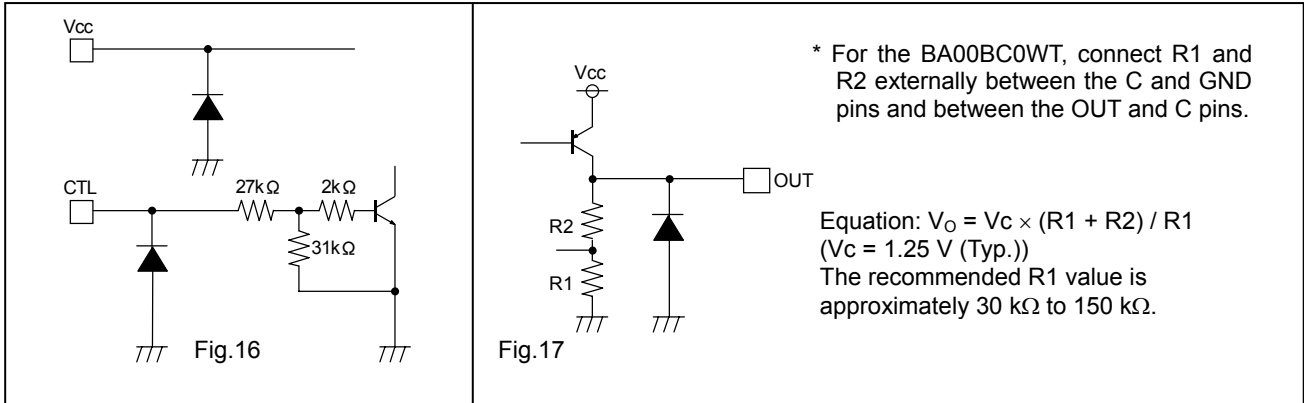 Vcc
CTL
27kΩ
2kΩ
31kΩ
Fig.16
Vcc
OUT
R2
R1
Fig.17
* For the BA00BC0WT, connect R1 and
R2 externally between the C and GND
pins and between the OUT and C pins.
Equation: VO = Vc × (R1 + R2) / R1
(Vc = 1.25 V (Typ.))
The recommended R1 value is
approximately 30 kΩ to 150 kΩ.